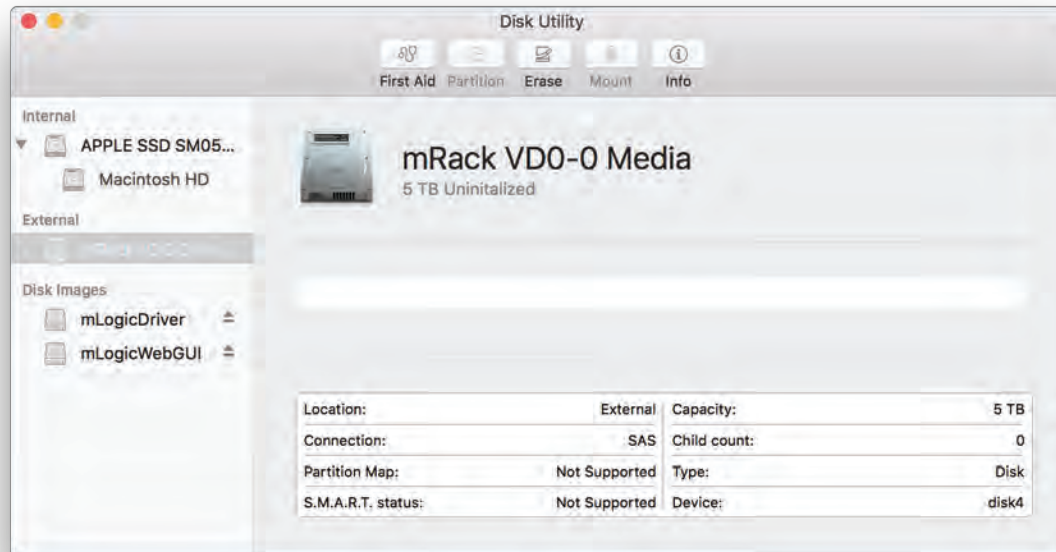 Disk Utility
First Aid Partition Erase Mount Info
Internal
APPLE SSD SM05...
Macintosh HD
External
Disk Images
mLogicDriver
mLogicWebGUI
mRack VD0-0 Media
5 TB Uninitalized
Location: External Capacity: 5 TB
Connection: SAS Child count: 0
Partition Map: Not Supported Type: Disk
S.M.A.R.T. status: Not Supported Device: disk4